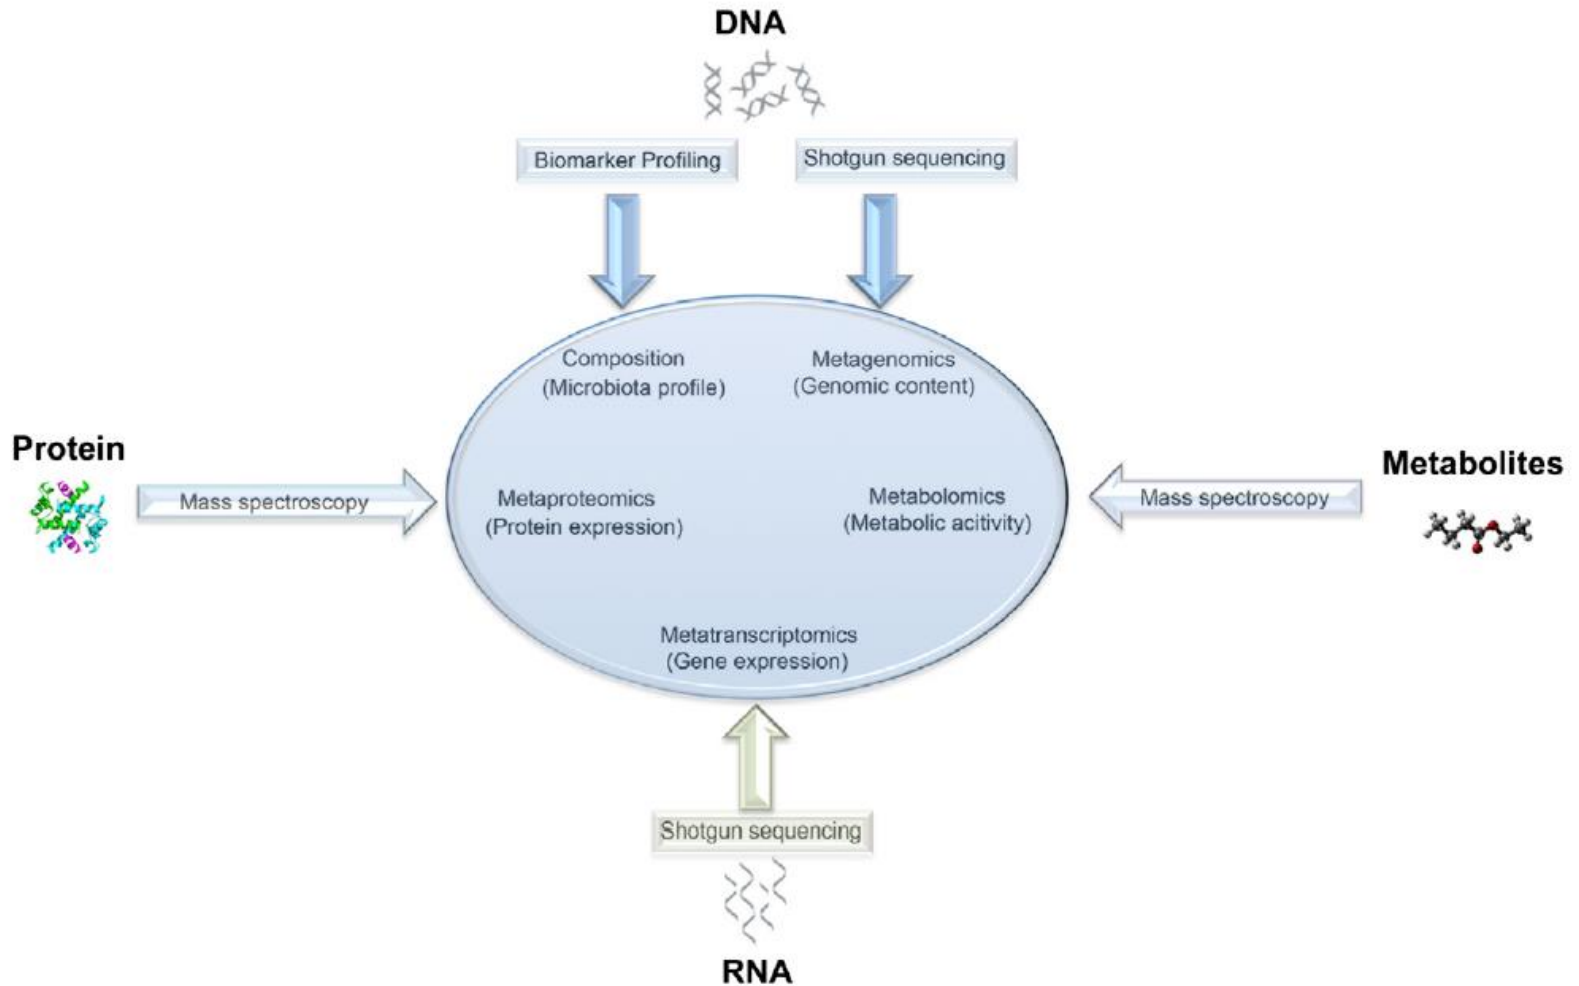 DNA
Biomarker Profiling
Shotgun sequencing
Composition
(Microbiota profile)
Metagenomics
(Genomic content)
Protein
Mass spectroscopy
Metaproteomics
(Protein expression)
Metabolomics
(Metabolic acitivity)
Mass spectroscopy
Metabolites
Metatranscriptomics
(Gene expression)
Shotgun sequencing
RNA